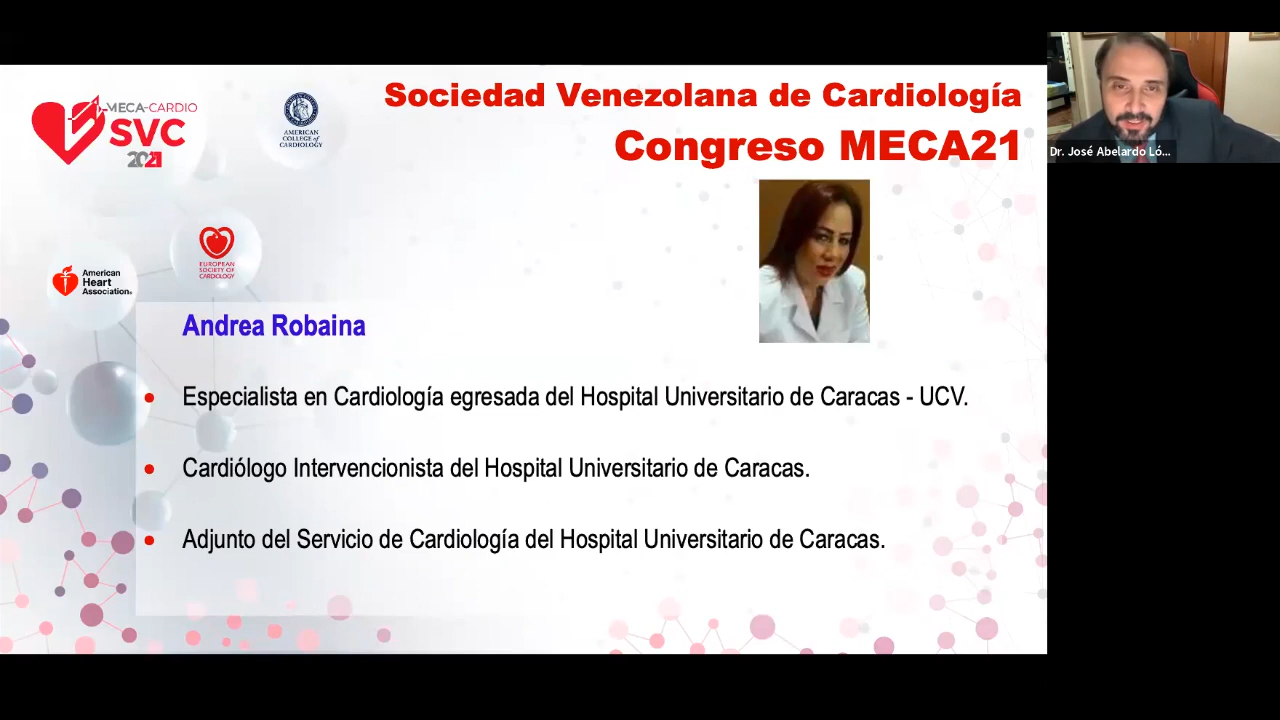 MECA-CARDIO
SVC
2021
AMERICAN
COLLEGE of
CARDIOLOGY
Sociedad Venezolana de Cardiología
Congreso MECA21
Dr. José Abelardo Ló...
EUROPEAN
SOCIETY OF
CARDIOLOGY
American
Heart
Association®
Andrea Robaina
• Especialista en Cardiología egresada del Hospital Universitario de Caracas - UCV.
• Cardiólogo Intervencionista del Hospital Universitario de Caracas.
• Adjunto del Servicio de Cardiología del Hospital Universitario de Caracas.